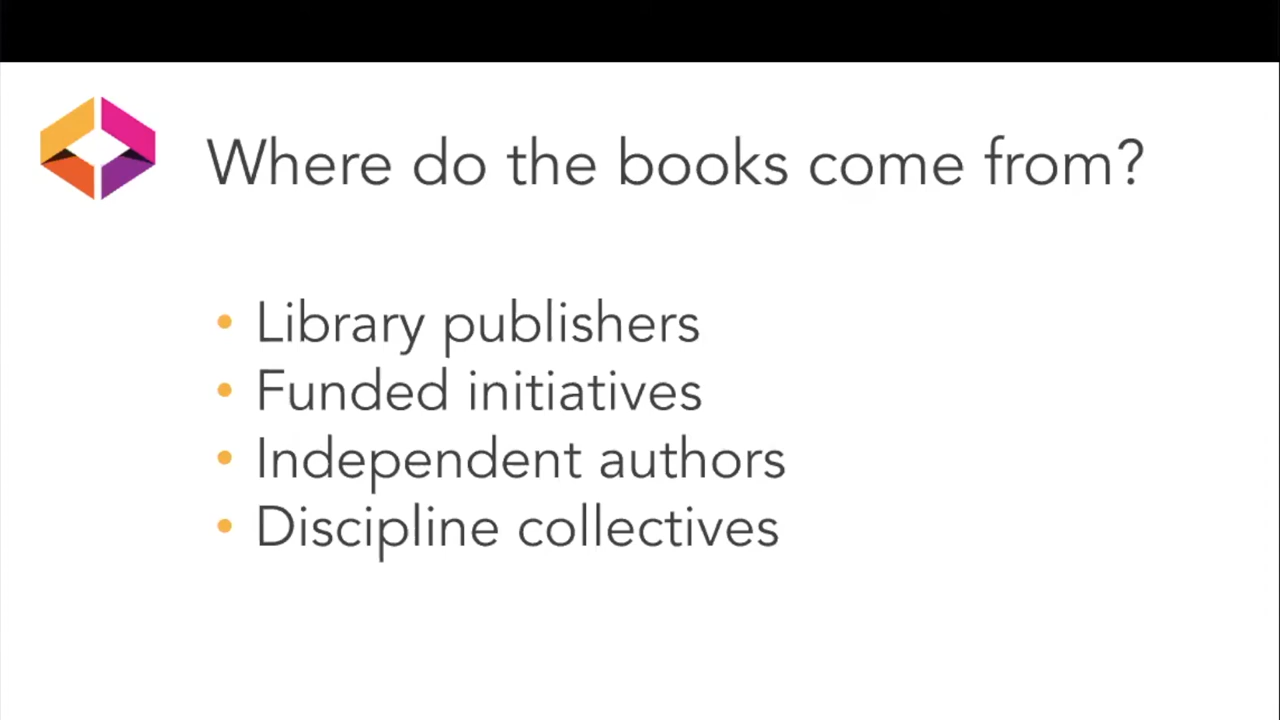 Where do the books come from?
• Library publishers
• Funded initiatives
• Independent authors
• Discipline collectives